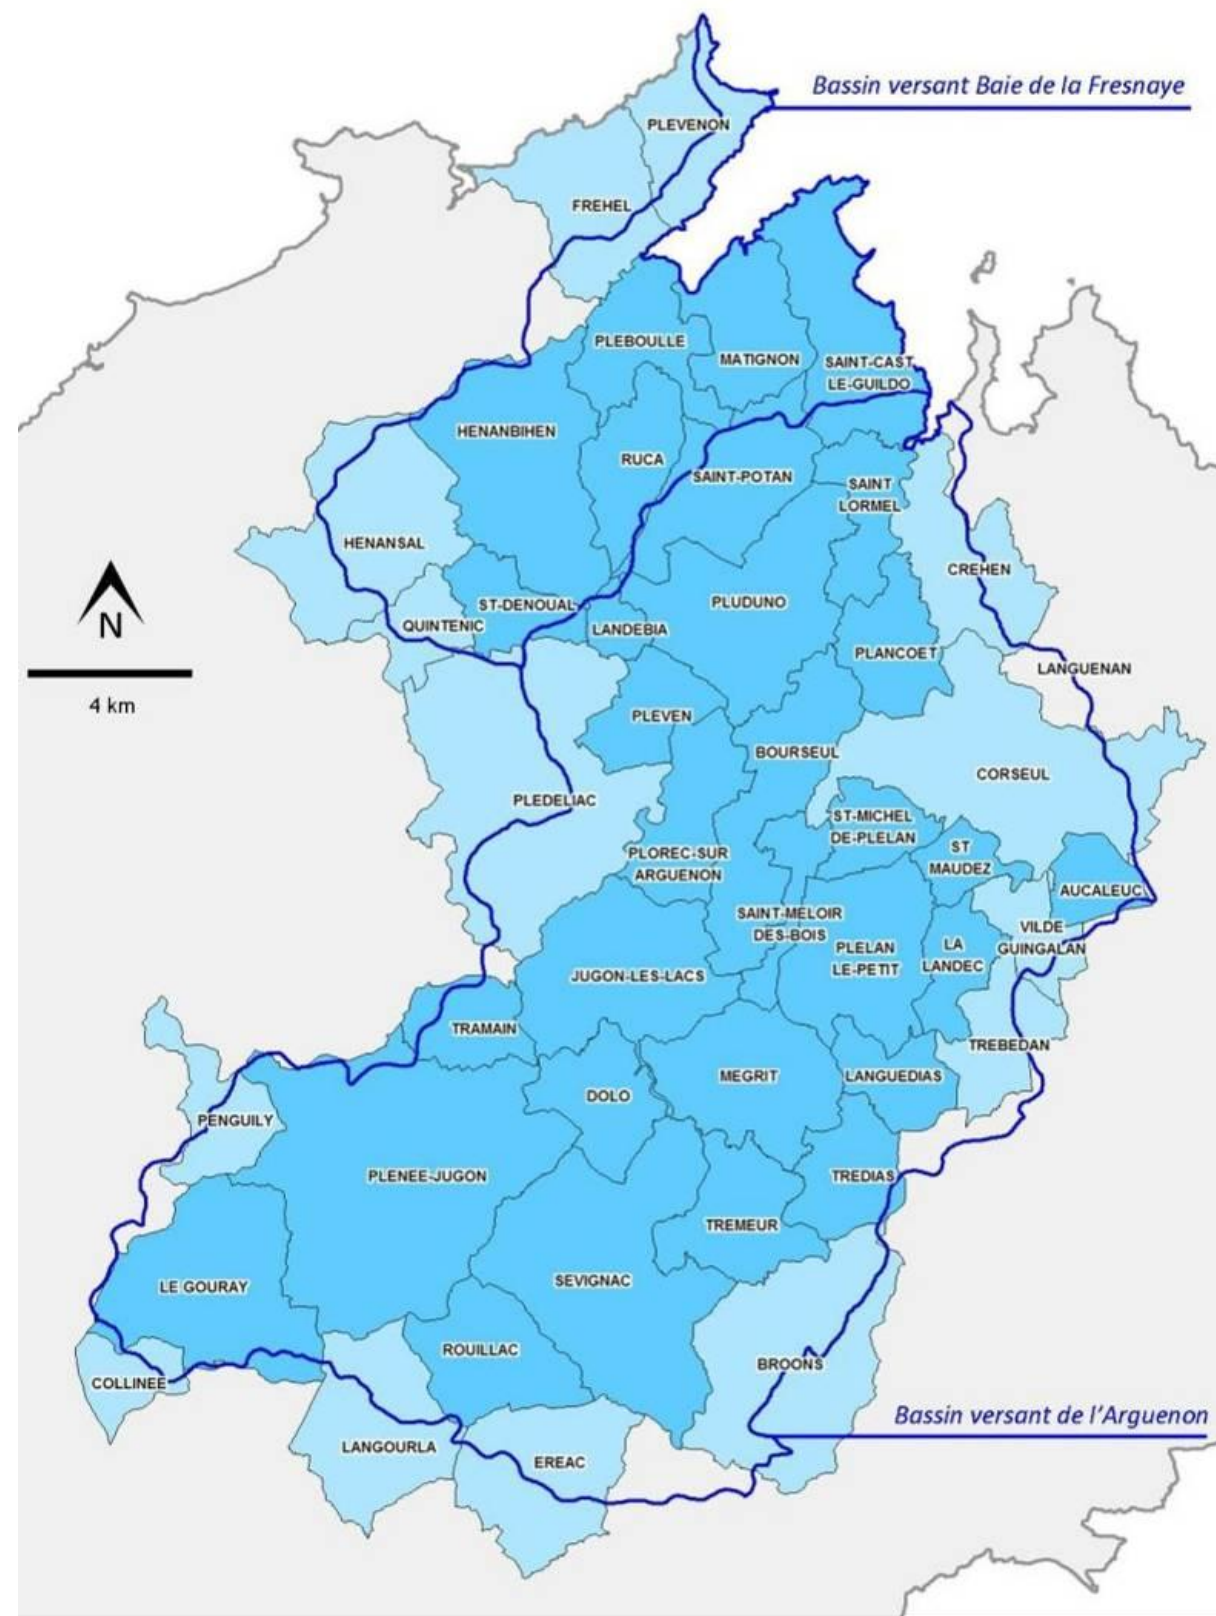 Bassin versant Baie de la Fresnaye
PLEVENON
FREHEL
PLEBOULLE
MATIGNON
SAINT-CAST
LE-GUILDO
HENANBIHEN
RUCA
SAINT-POTAN
SAINT
LORMEL
HENANSAL
CREHEN
N
4 km
ST-DENOUAL
QUINTENIC
LANDEBIA
PLUDUNO
PLANCOET
LANGUENAN
PLEVEN
BOURSEUL
CORSEUL
PLEDELIAC
ST-MICHEL
DE-PLELAN
PLOREC-SUR
ARGUENON
ST
MAUDEZ
AUCALEUC
SAINT-MELOIR
DES-BOIS
VILDE
GUINGALAN
PLELAN
LE-PETIT
LA
LANDEC
JUGON-LES-LACS
TRAMAIN
TREBEDAN
DOLO
MEGRIT
LANGUEDIAS
PENGUILY
PLENEE-JUGON
TREDIAS
TREMEUR
LE GOURAY
SEVIGNAC
ROUILLAC
BROONS
COLLINEE
Bassin versant de l'Arguenon
LANGOURLA
EREAC